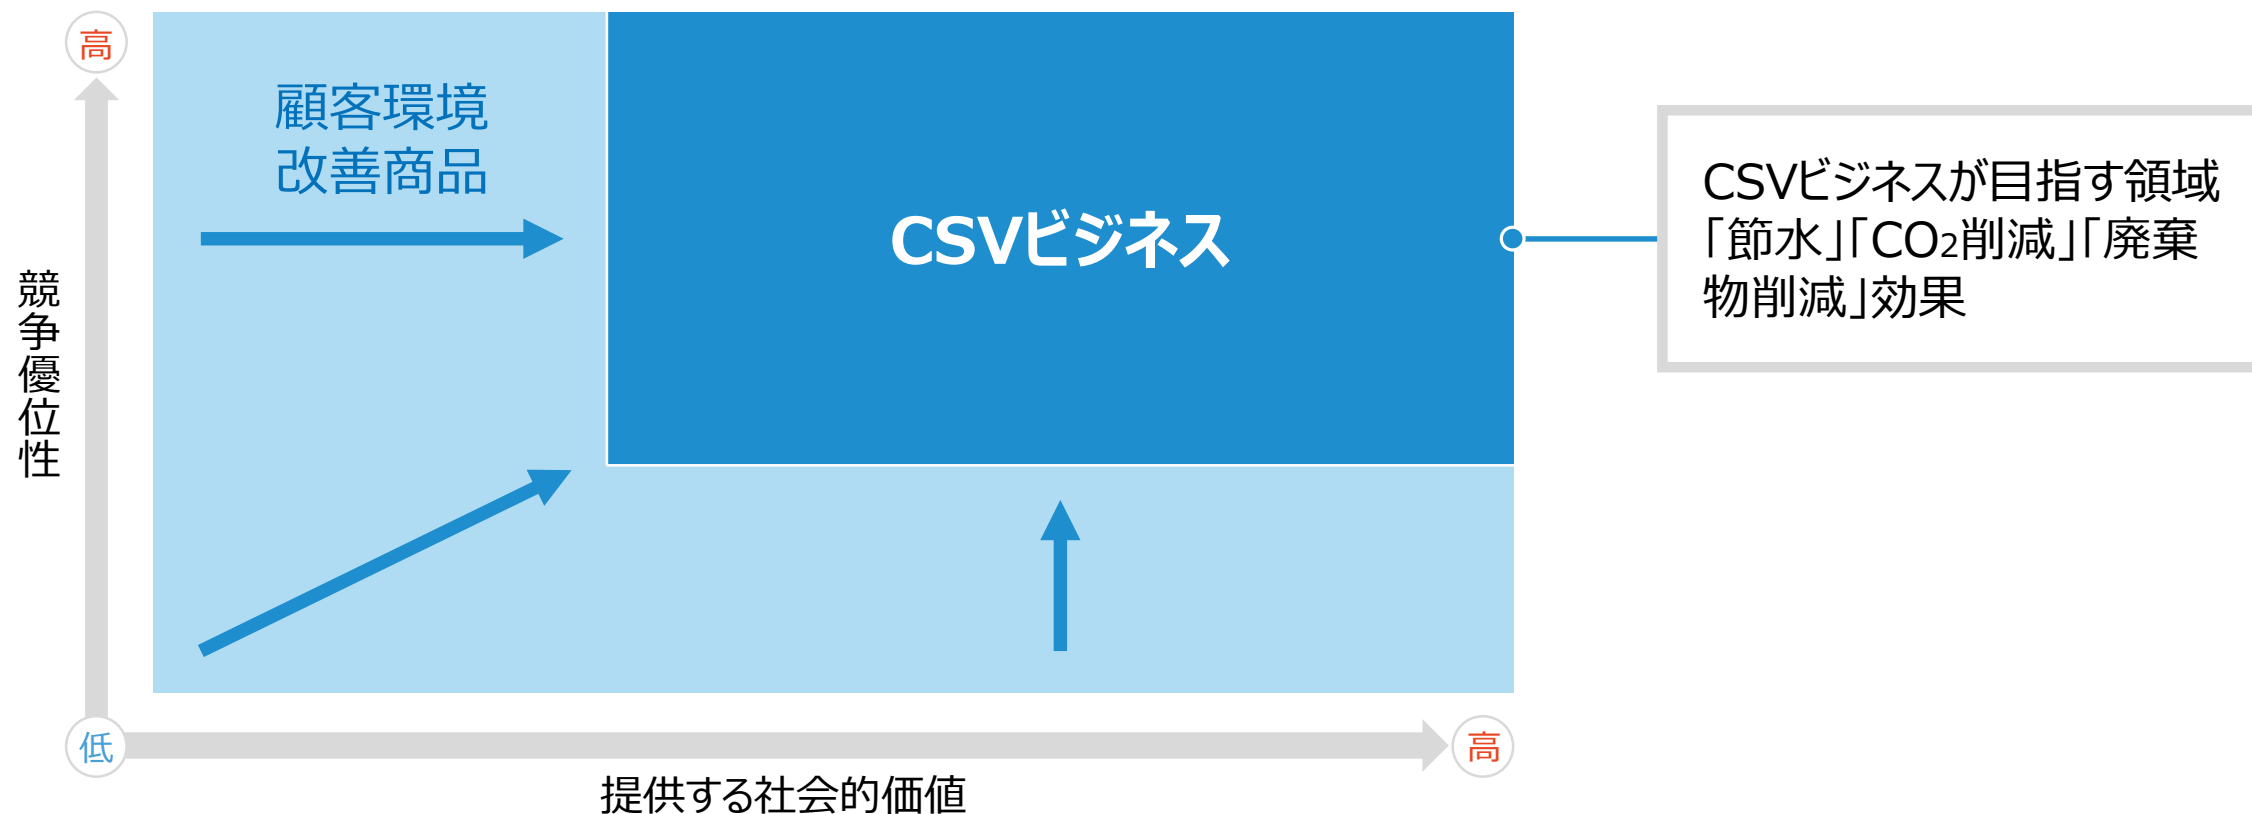 高
顧客環境
改善商品
CSVビジネス
CSVビジネスが目指す領域
「節水」「CO₂削減」「廃棄
物削減」効果
競争優位性
低
高
提供する社会的価値